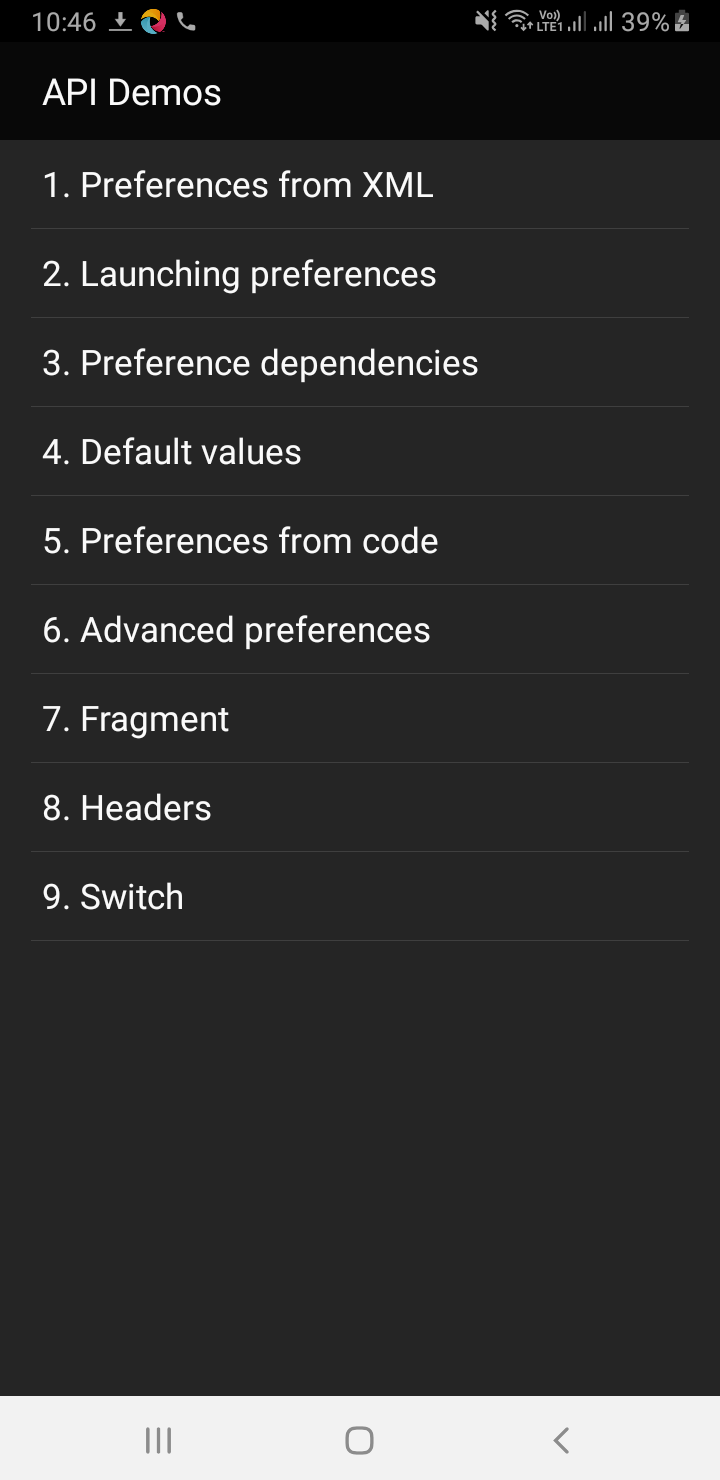 10:46 Vo)) LTE1 39%
API Demos
1. Preferences from XML
2. Launching preferences
3. Preference dependencies
4. Default values
5. Preferences from code
6. Advanced preferences
7. Fragment
8. Headers
9. Switch